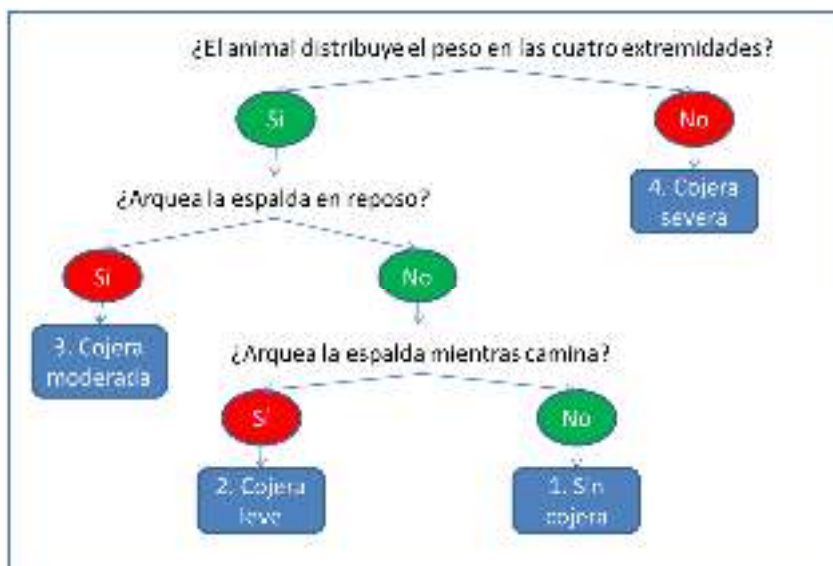 ¿El animal distribuye el peso en las cuatro extremidades?
Si
No
4. Cojera
severa
¿Arquea la espalda en reposo?
Si
No
3. Cojera
moderada
¿Arquea la espalda mientras camina?
Sí
No
2. Cojera
leve
1. Sin
cojera